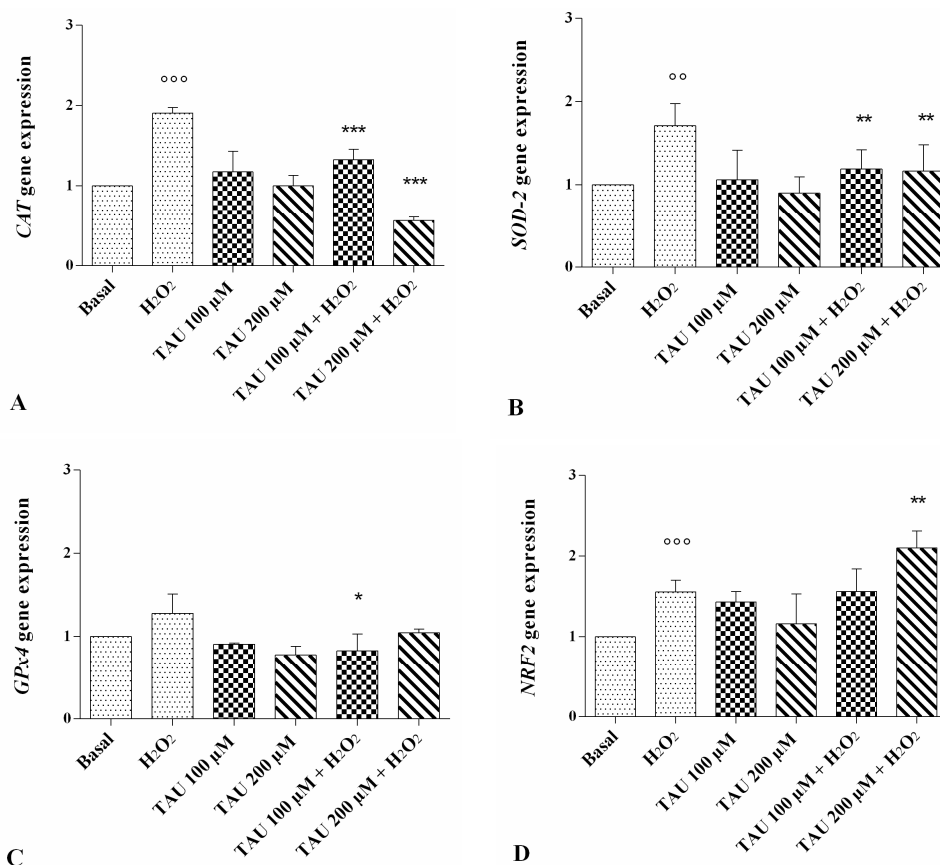 CAT gene expression
3
2
1
0
°°°
***
***
Basal
H₂O₂
TAU 100 µM
TAU 200 µM
TAU 100 µM + H₂O₂
TAU 200 µM + H₂O₂
A
SOD-2 gene expression
3
2
1
0
°°
**
**
Basal
H₂O₂
TAU 100 µM
TAU 200 µM
TAU 100 µM + H₂O₂
TAU 200 µM + H₂O₂
B
GPx4 gene expression
3
2
1
0
*
Basal
H₂O₂
TAU 100 µM
TAU 200 µM
TAU 100 µM + H₂O₂
TAU 200 µM + H₂O₂
C
NRF2 gene expression
3
2
1
0
°°°
**
Basal
H₂O₂
TAU 100 µM
TAU 200 µM
TAU 100 µM + H₂O₂
TAU 200 µM + H₂O₂
D